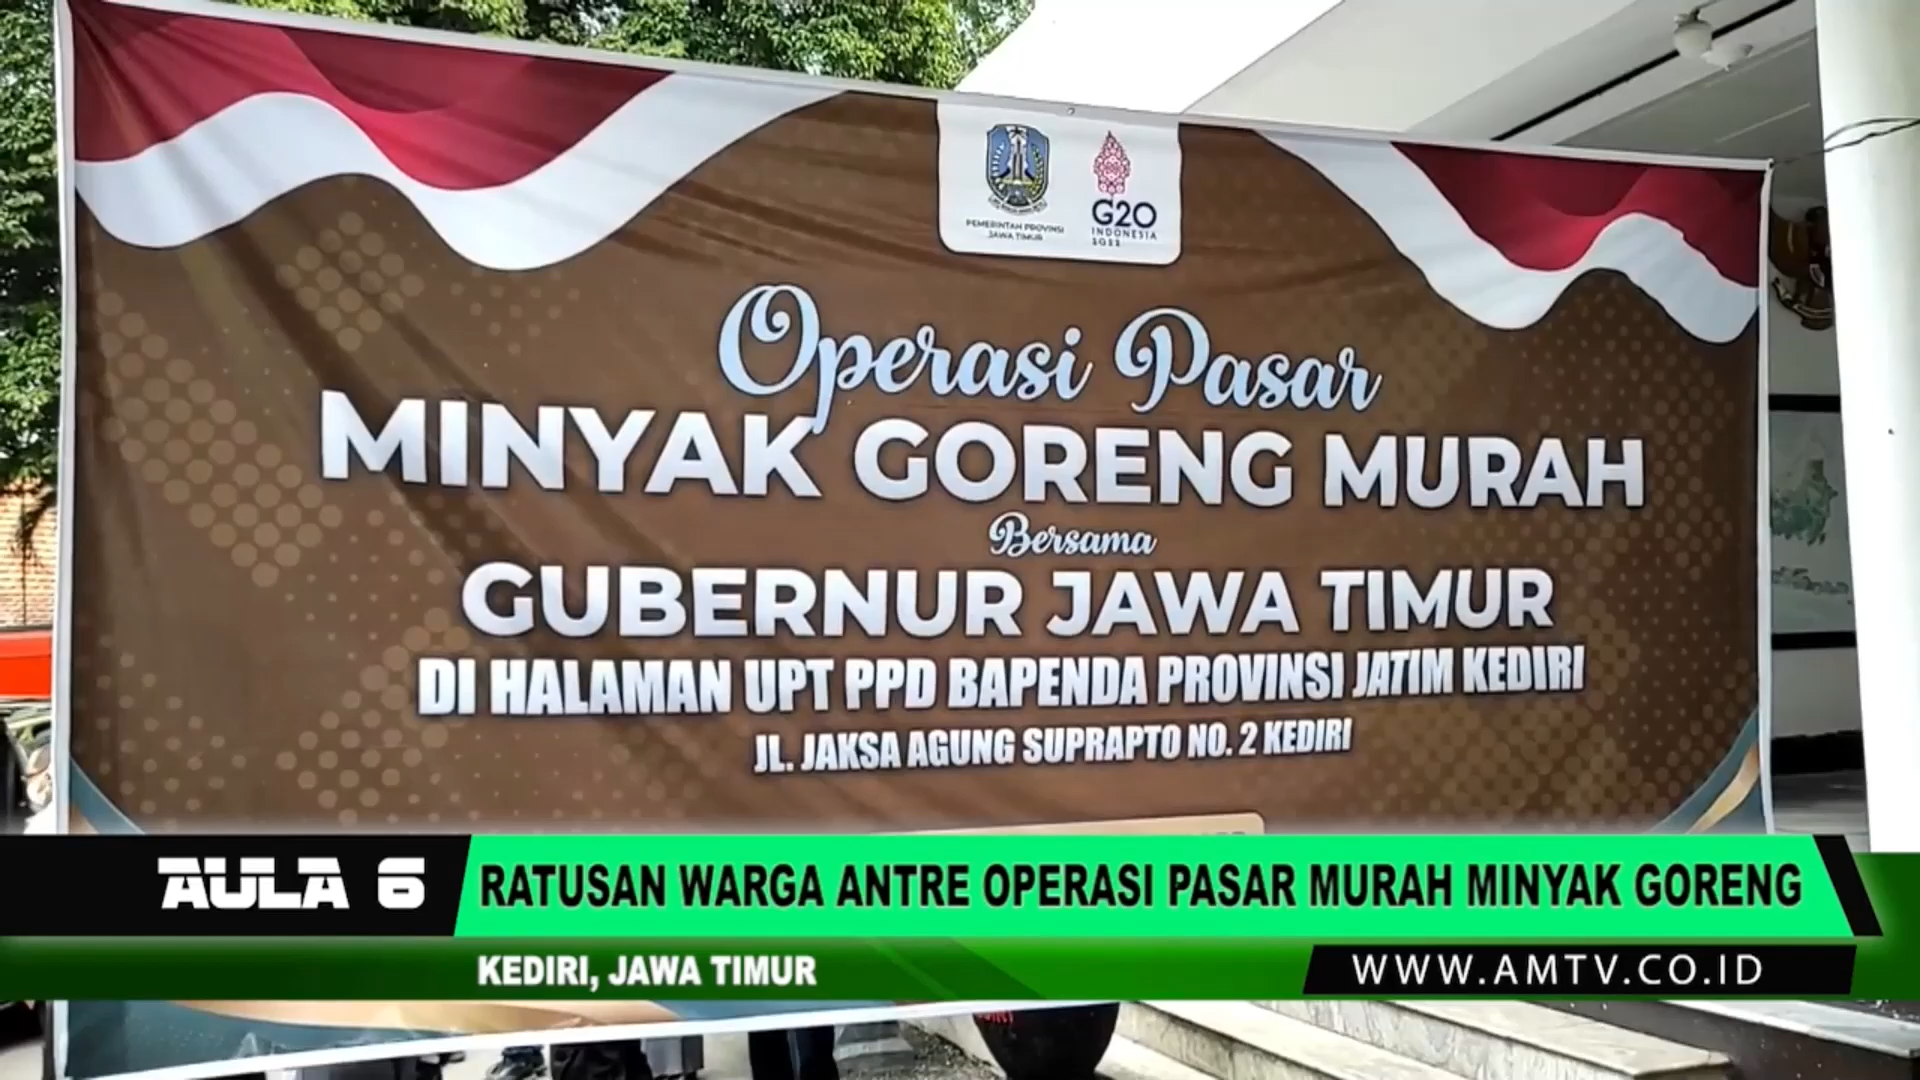 PEMERINTAH PROVINSI
JAWA TIMUR
G20
INDONESIA
2022
Operasi Pasar
MINYAK GORENG MURAH
Bersama
GUBERNUR JAWA TIMUR
DI HALAMAN UPT PPD BAPENDA PROVINSI JATIM KEDIRI
JL. JAKSA AGUNG SUPRAPTO NO. 2 KEDIRI
AULA 6
RATUSAN WARGA ANTRE OPERASI PASAR MURAH MINYAK GORENG
KEDIRI, JAWA TIMUR
WWW.AMTV.CO.ID